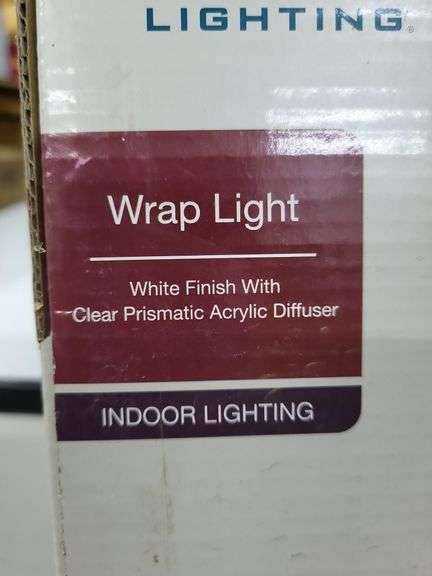 LIGHTING®
Wrap Light
White Finish With
Clear Prismatic Acrylic Diffuser
INDOOR LIGHTING